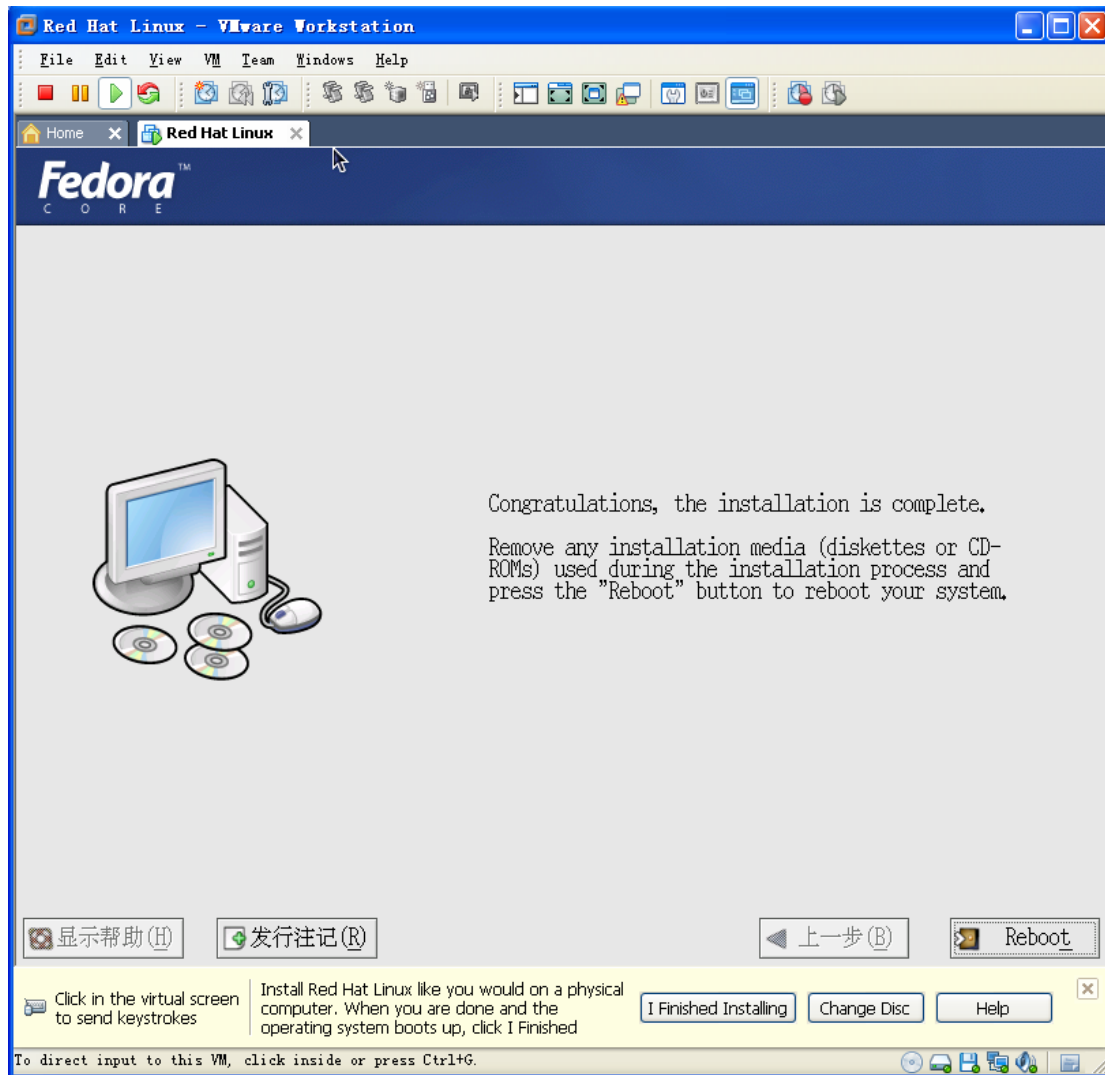 Red Hat Linux - VMware Workstation
File Edit View VM Team Windows Help
Home Red Hat Linux
Fedora™
CORE
Congratulations, the installation is complete.
Remove any installation media (diskettes or CD-
ROMs) used during the installation process and
press the "Reboot" button to reboot your system.
显示帮助(H) 发行注记(R) 上一步(B) Reboot
Click in the virtual screen
to send keystrokes
Install Red Hat Linux like you would on a physical
computer. When you are done and the
operating system boots up, click I Finished
I Finished Installing Change Disc Help
To direct input to this VM, click inside or press Ctrl+G.